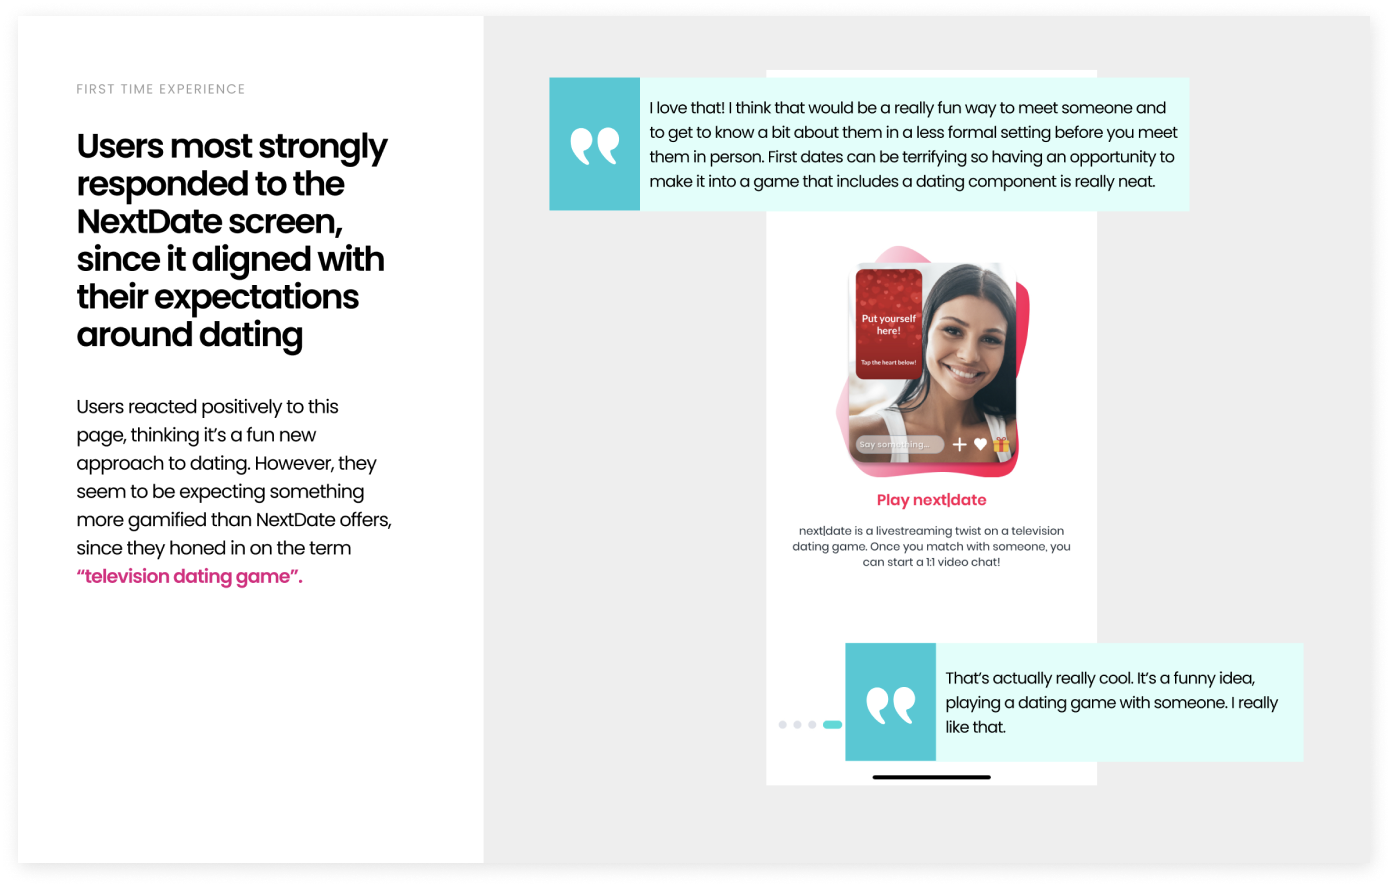 FIRST TIME EXPERIENCE
Users most strongly
responded to the
NextDate screen,
since it aligned with
their expectations
around dating
Users reacted positively to this
page, thinking it’s a fun new
approach to dating. However, they
seem to be expecting something
more gamified than NextDate offers,
since they honed in on the term
“television dating game”.
I love that! I think that would be a really fun way to meet someone and
to get to know a bit about them in a less formal setting before you meet
them in person. First dates can be terrifying so having an opportunity to
make it into a game that includes a dating component is really neat.
Put yourself
here!
Tap the heart below!
Say something...
Play next|date
next|date is a livestreaming twist on a television
dating game. Once you match with someone, you
can start a 1:1 video chat!
That’s actually really cool. It’s a funny idea,
playing a dating game with someone. I really
like that.